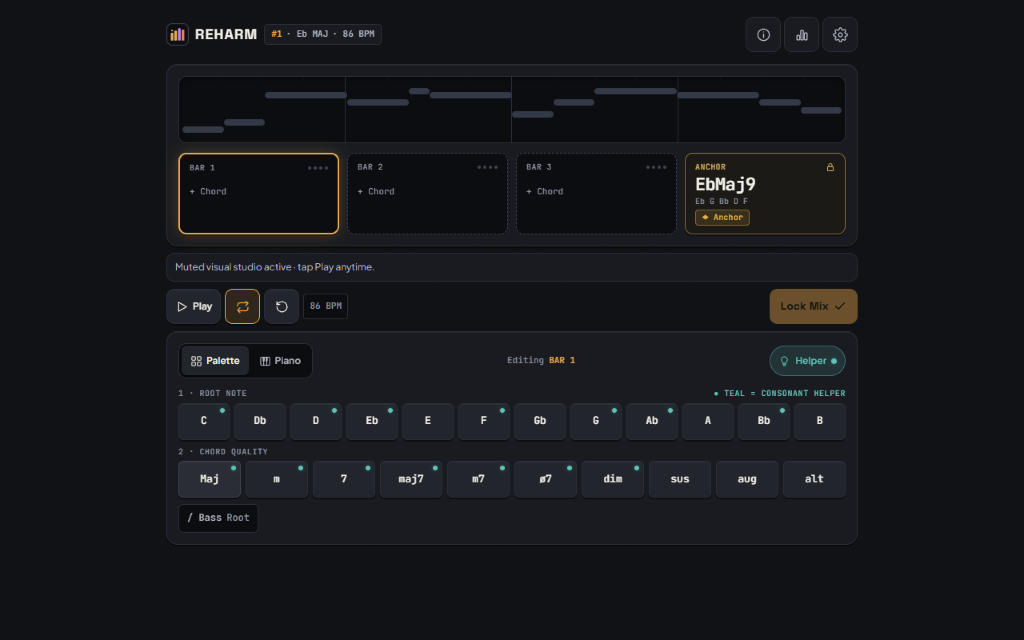 REHARM #1 · Eb MAJ · 86 BPM
BAR 1
+ Chord
BAR 2
+ Chord
BAR 3
+ Chord
ANCHOR
EbMaj9
Eb G Bb D F
Anchor
Muted visual studio active · tap Play anytime.
Play 86 BPM Lock Mix
Palette Piano Editing BAR 1 Helper
1 · ROOT NOTE TEAL = CONSONANT HELPER
C Db D Eb E F Gb G Ab A Bb B
2 · CHORD QUALITY
Maj m 7 maj7 m7 ø7 dim sus aug alt
/ Bass Root